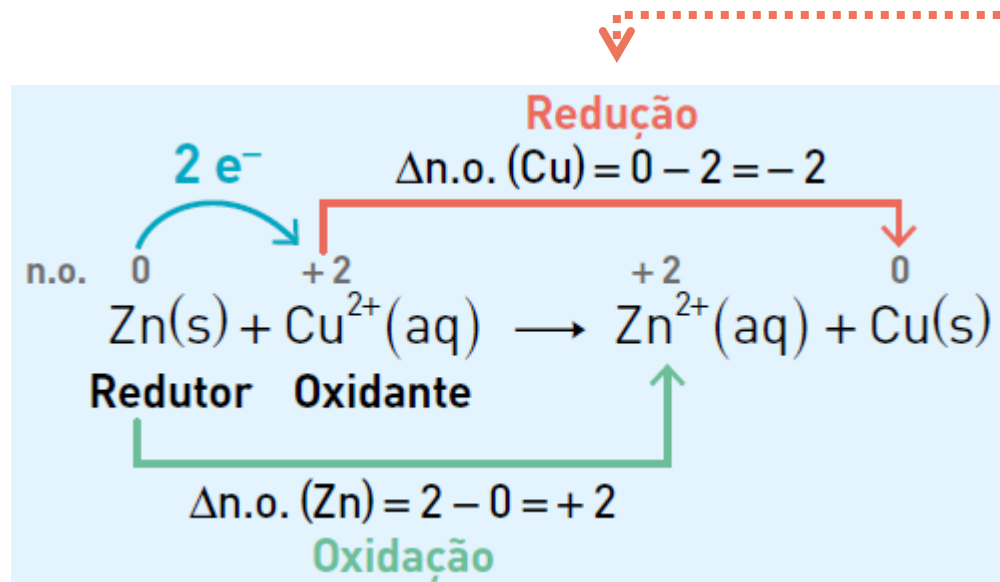 Redução
2 e⁻
Δn.o. (Cu) = 0 – 2 = – 2
n.o. 0 + 2 + 2 0
Zn(s) + Cu²⁺(aq) ⟶ Zn²⁺(aq) + Cu(s)
Redutor Oxidante
Δn.o. (Zn) = 2 – 0 = + 2
Oxidação